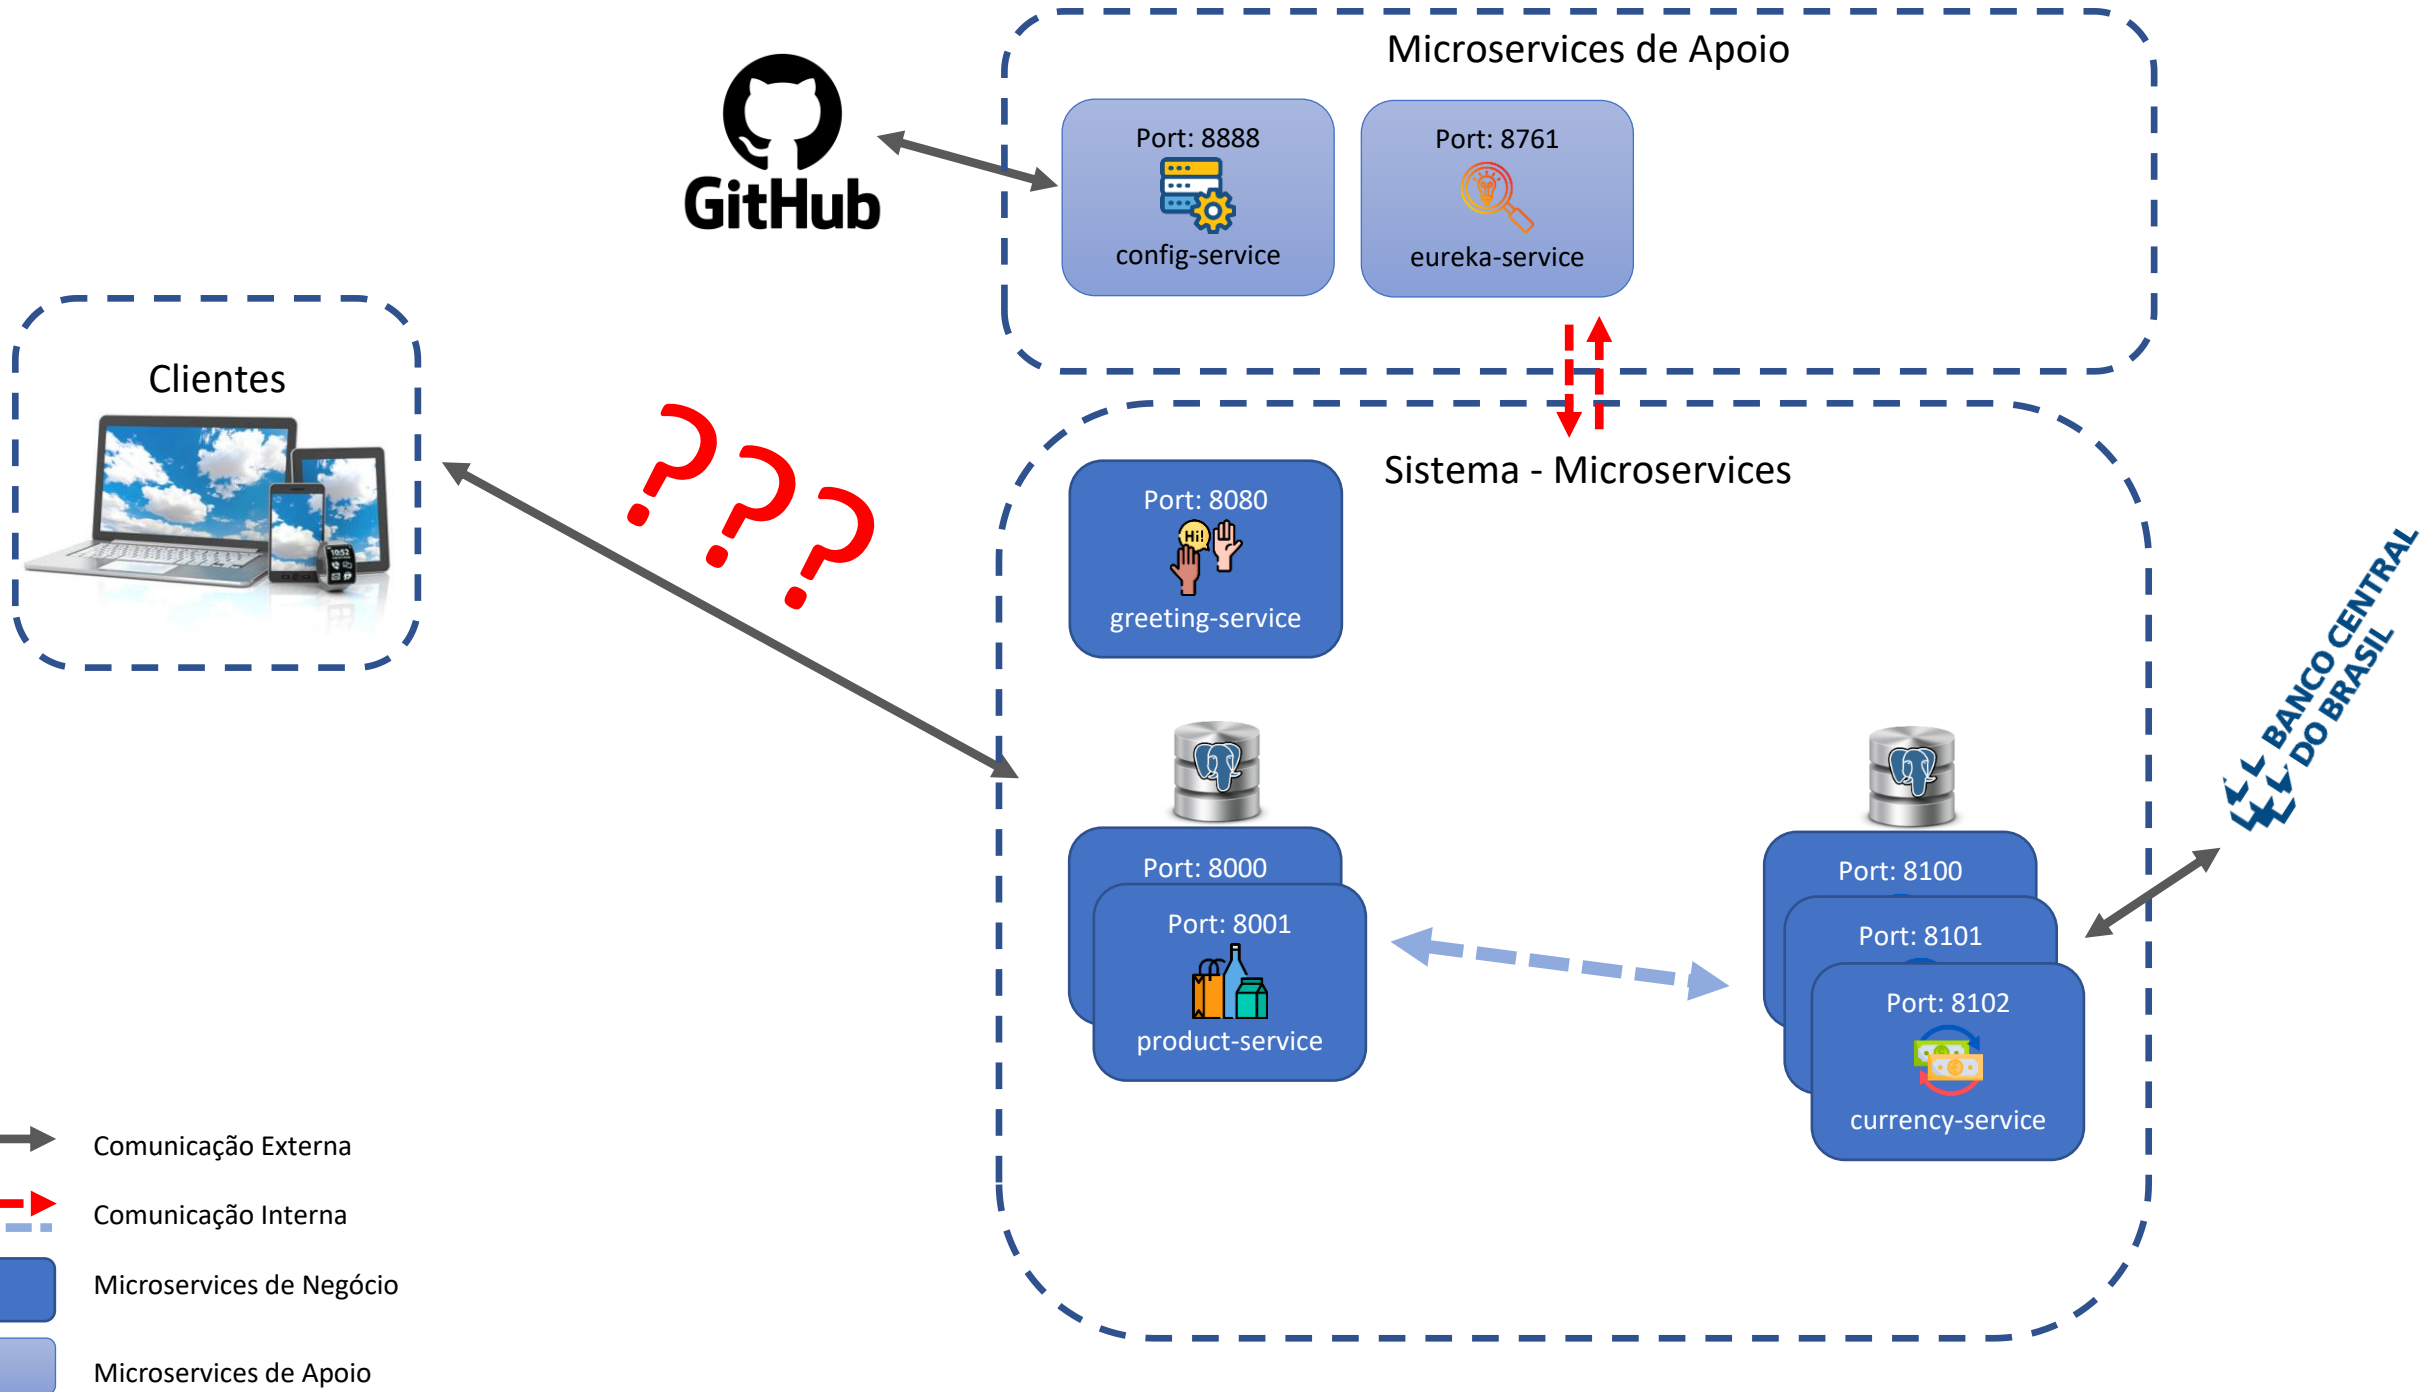 Microservices de Apoio
GitHub
Port: 8888
config-service
Port: 8761
eureka-service
Clientes
10:52
???
Sistema - Microservices
Port: 8080
Hi!
greeting-service
BANCO CENTRAL
DO BRASIL
Port: 8000
Port: 8001
product-service
Port: 8100
Port: 8101
Port: 8102
currency-service
Comunicação Externa
Comunicação Interna
Microservices de Negócio
Microservices de Apoio